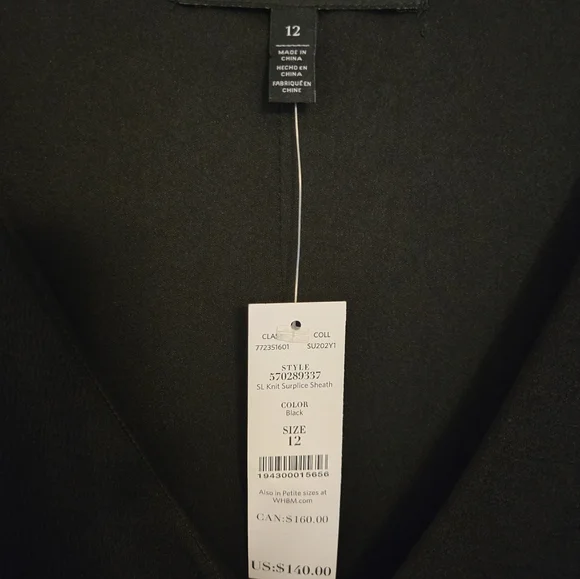 12
MADE IN
CHINA
HECHO EN
CHINA
FABRIQUÉ EN
CHINE
COLL
772351601 SU202Y1
STYLE
570289337
SL Knit Surplice Sheath
COLOR
Black
SIZE
12
194300015656
Also in Petite sizes at
WHBM.com
CAN:$160.00
US:$140.00